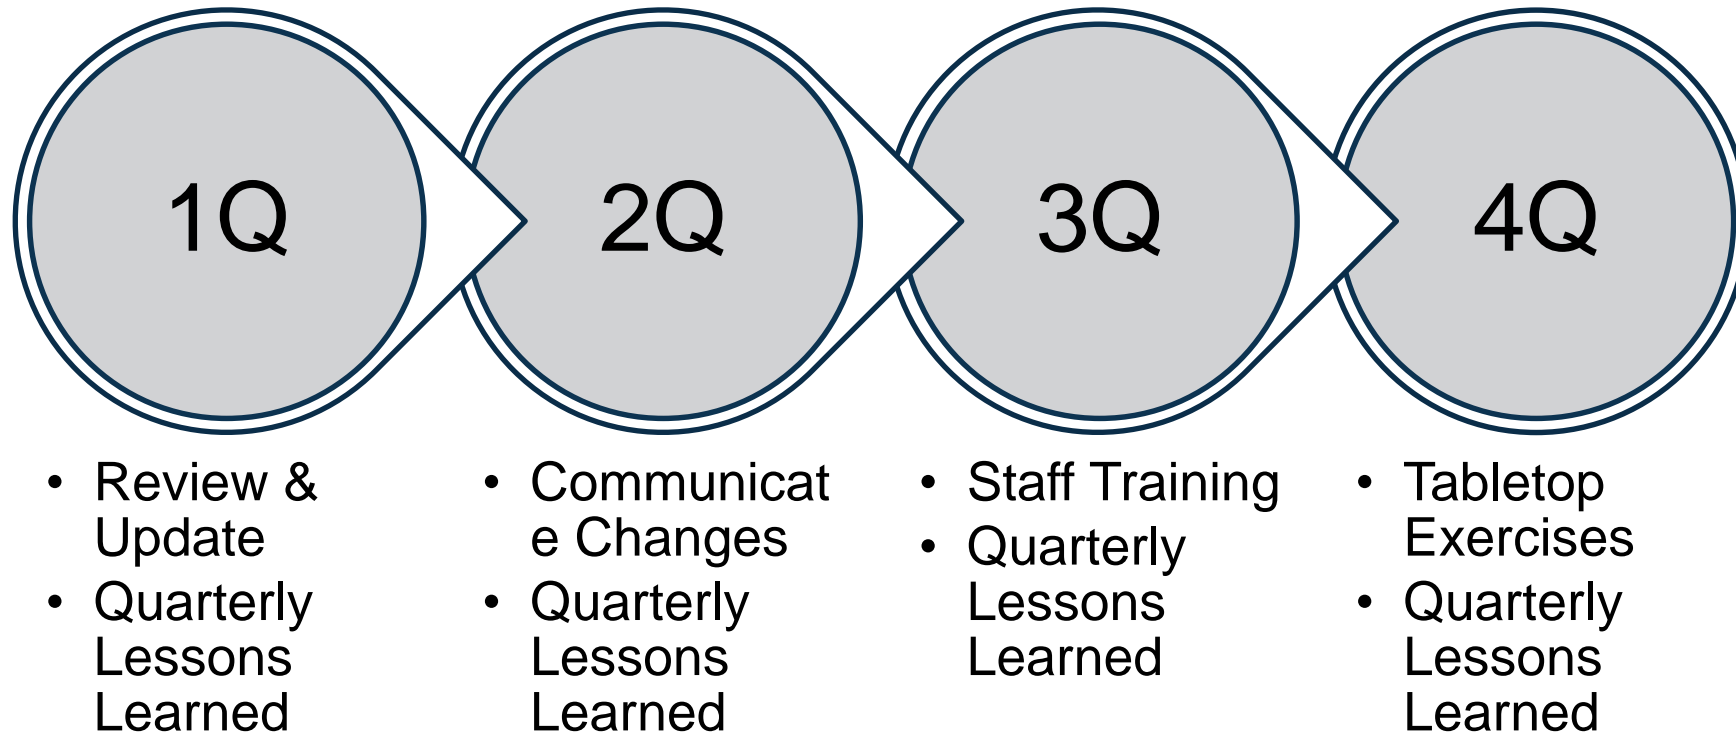 1Q
2Q
3Q
4Q
• Review &
Update
• Quarterly
Lessons
Learned
• Communicat
e Changes
• Quarterly
Lessons
Learned
• Staff Training
• Quarterly
Lessons
Learned
• Tabletop
Exercises
• Quarterly
Lessons
Learned